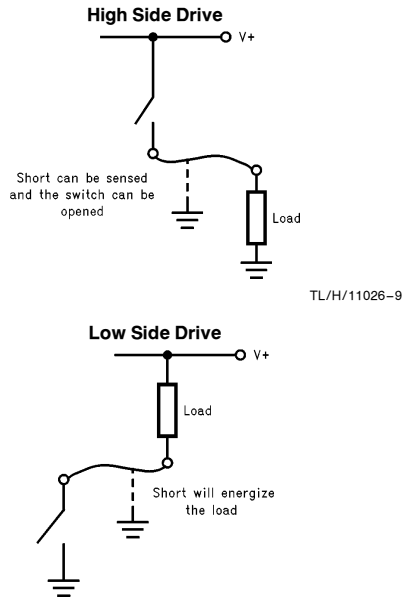 High Side Drive
V+
Short can be sensed
and the switch can be
opened
Load
TL/H/11026–9
Low Side Drive
V+
Load
Short will energize
the load